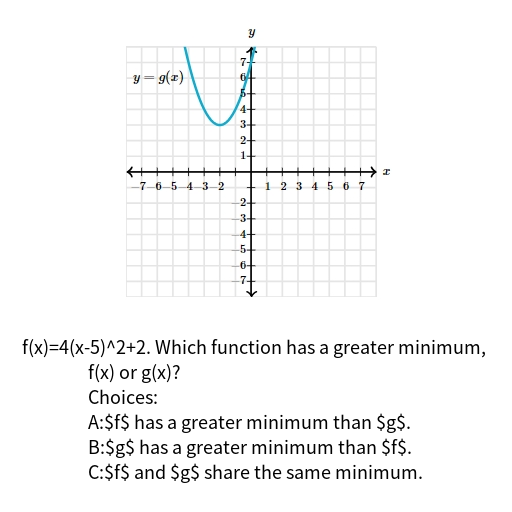 y
y = g(x)
7
6
5
4
3
2
1
x
-7 -6 -5 -4 -3 -2 1 2 3 4 5 6 7
-2
-3
-4
-5
-6
-7
f(x)=4(x-5)^2+2. Which function has a greater minimum,
f(x) or g(x)?
Choices:
A:$f$ has a greater minimum than $g$.
B:$g$ has a greater minimum than $f$.
C:$f$ and $g$ share the same minimum.